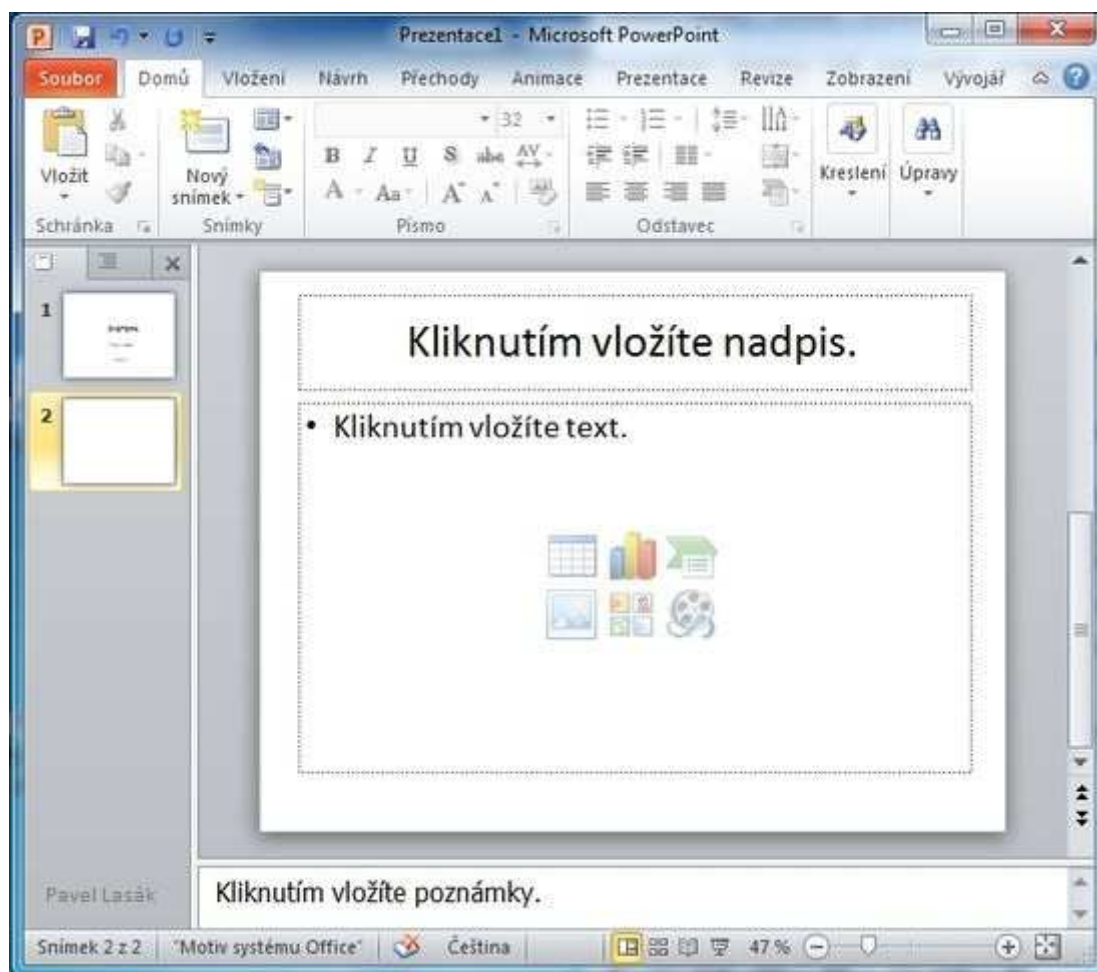 Prezentace1 - Microsoft PowerPoint
Soubor Domů Vložení Návrh Přechody Animace Prezentace Revize Zobrazení Vývojář
Vložit
Nový snímek
32
B I U S abc AV
A Aa A A
Kreslení Úpravy
Schránka Snímky Písmo Odstavec
1
2
Kliknutím vložíte nadpis.
• Kliknutím vložíte text.
Pavel Lasák
Kliknutím vložíte poznámky.
Snímek 2 z 2 "Motiv systému Office" Čeština 47 %